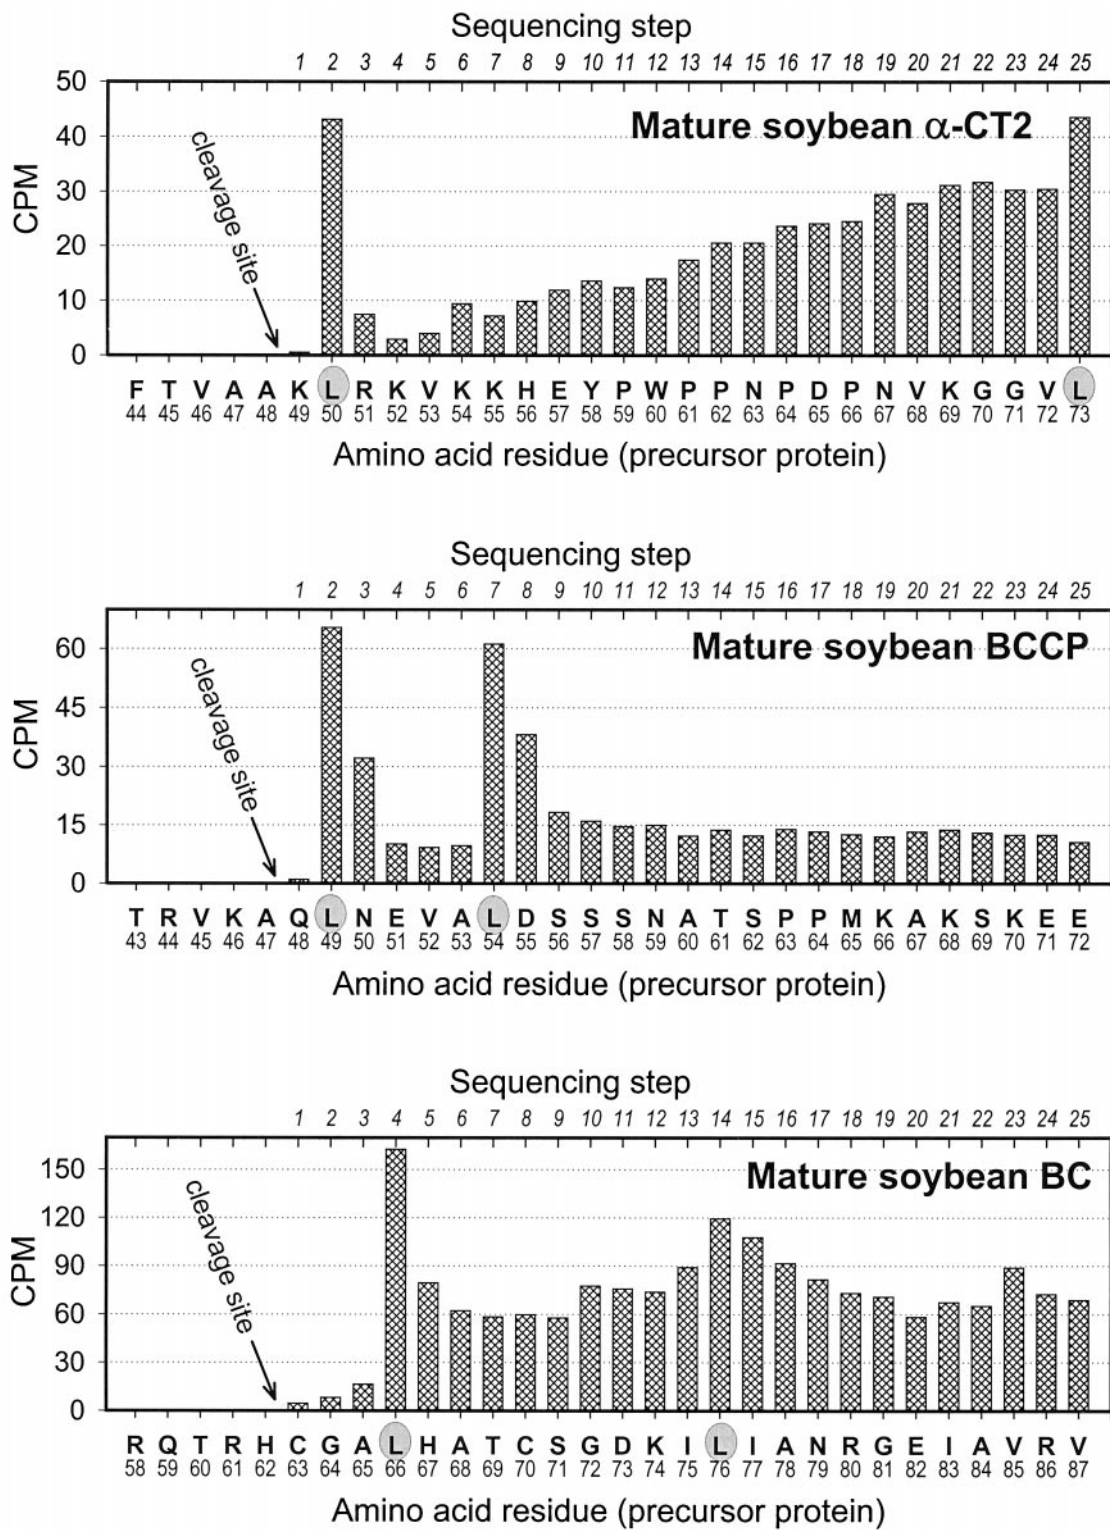 Sequencing step
1 2 3 4 5 6 7 8 9 10 11 12 13 14 15 16 17 18 19 20 21 22 23 24 25
Mature soybean α-CT2
cleavage site
CPM
50
40
30
20
10
0
F T V A A K L R K V K K H E Y P W P P N P D P N V K G G V L
44 45 46 47 48 49 50 51 52 53 54 55 56 57 58 59 60 61 62 63 64 65 66 67 68 69 70 71 72 73
Amino acid residue (precursor protein)
Sequencing step
1 2 3 4 5 6 7 8 9 10 11 12 13 14 15 16 17 18 19 20 21 22 23 24 25
Mature soybean BCCP
cleavage site
CPM
60
45
30
15
0
T R V K A Q L N E V A L D S S S N A T S P P M K A K S K E E
43 44 45 46 47 48 49 50 51 52 53 54 55 56 57 58 59 60 61 62 63 64 65 66 67 68 69 70 71 72
Amino acid residue (precursor protein)
Sequencing step
1 2 3 4 5 6 7 8 9 10 11 12 13 14 15 16 17 18 19 20 21 22 23 24 25
Mature soybean BC
cleavage site
CPM
150
120
90
60
30
0
R Q T R H C G A L H A T C S G D K I L I A N R G E I A V R V
58 59 60 61 62 63 64 65 66 67 68 69 70 71 72 73 74 75 76 77 78 79 80 81 82 83 84 85 86 87
Amino acid residue (precursor protein)